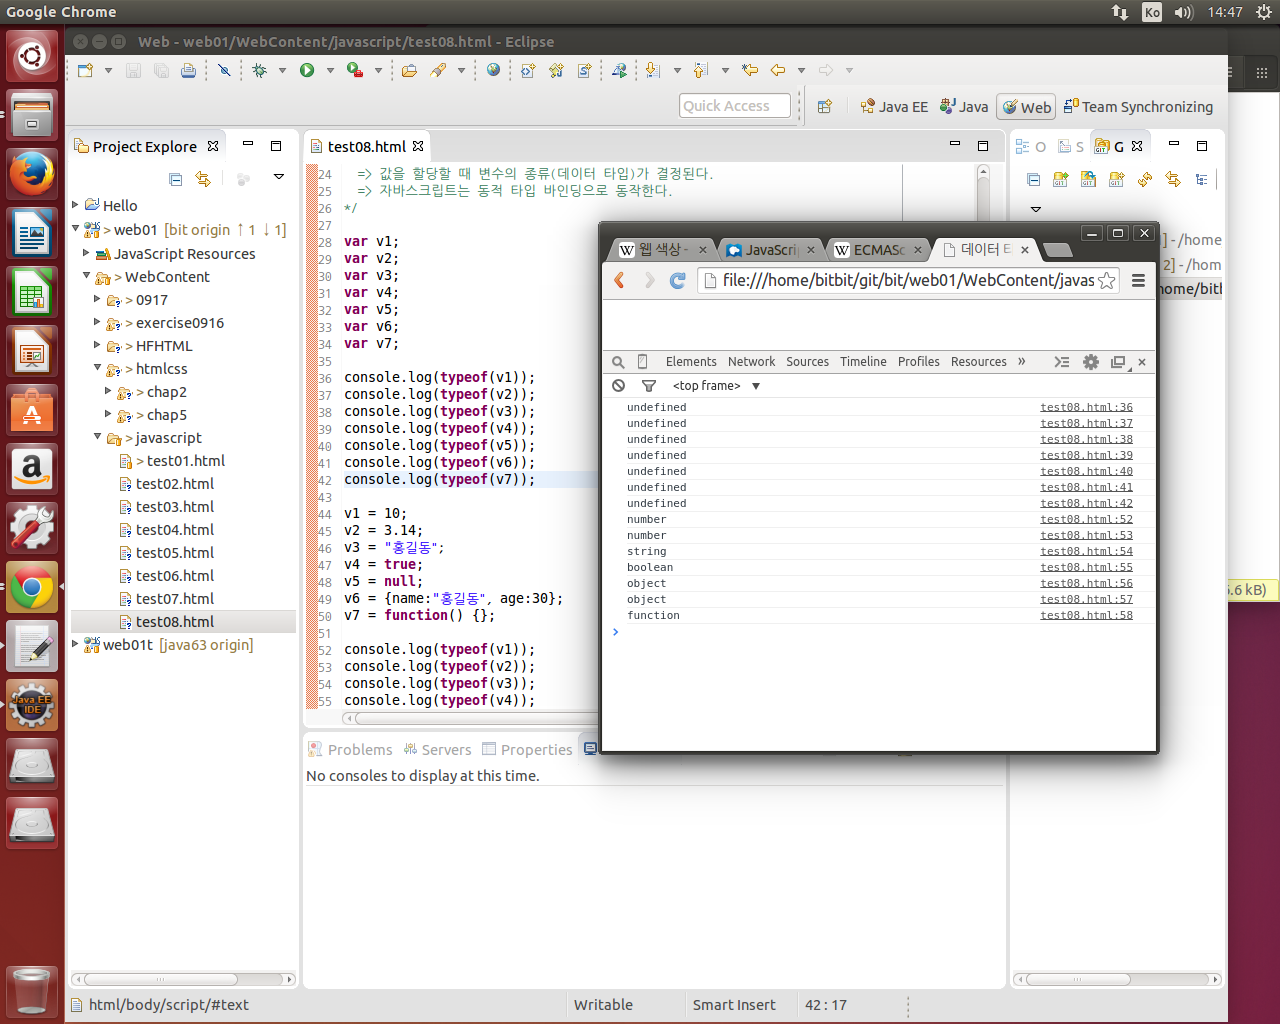 Google Chrome
Ko
14:47
Web - web01/WebContent/javascript/test08.html - Eclipse
Quick Access
Java EE
Java
Web
Team Synchronizing
Project Explore
Hello
> web01 [bit origin ↑1 ↓1]
JavaScript Resources
> WebContent
> 0917
> exercise0916
> HFHTML
> htmlcss
> chap2
> chap5
> javascript
> test01.html
test02.html
test03.html
test04.html
test05.html
test06.html
test07.html
test08.html
web01t [java63 origin]
test08.html
24 => 값을 할당할 때 변수의 종류(데이터 타입)가 결정된다.
25 => 자바스크립트는 동적 타입 바인딩으로 동작한다.
26 */
27
28 var v1;
29 var v2;
30 var v3;
31 var v4;
32 var v5;
33 var v6;
34 var v7;
35
36 console.log(typeof(v1));
37 console.log(typeof(v2));
38 console.log(typeof(v3));
39 console.log(typeof(v4));
40 console.log(typeof(v5));
41 console.log(typeof(v6));
42 console.log(typeof(v7));
43
44 v1 = 10;
45 v2 = 3.14;
46 v3 = "홍길동";
47 v4 = true;
48 v5 = null;
49 v6 = {name:"홍길동", age:30};
50 v7 = function() {};
51
52 console.log(typeof(v1));
53 console.log(typeof(v2));
54 console.log(typeof(v3));
55 console.log(typeof(v4));
O
S
G
GIT
] - /home
2] - /home
home/bitb
웹 색상 -
JavaScri
ECMASc
데이터 E
file:///home/bitbit/git/bit/web01/WebContent/javas
Elements Network Sources Timeline Profiles Resources »
<top frame> ▼
undefined test08.html:36
undefined test08.html:37
undefined test08.html:38
undefined test08.html:39
undefined test08.html:40
undefined test08.html:41
undefined test08.html:42
number test08.html:52
number test08.html:53
string test08.html:54
boolean test08.html:55
object test08.html:56
object test08.html:57
function test08.html:58
>
.6 kB)
Problems
Servers
Properties
No consoles to display at this time.
Java EE
IDE
html/body/script/#text
Writable
Smart Insert
42 : 17